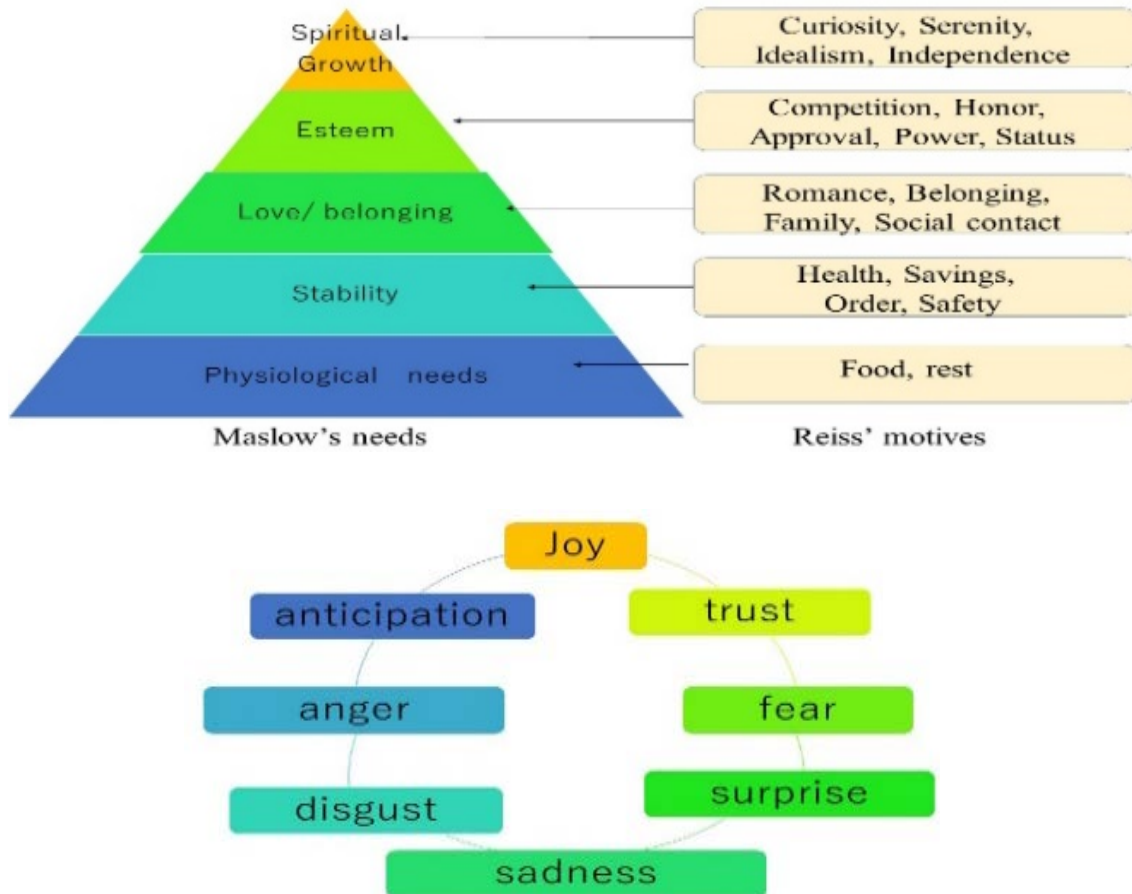 Spiritual
Growth
Curiosity, Serenity,
Idealism, Independence
Esteem
Competition, Honor,
Approval, Power, Status
Love/ belonging
Romance, Belonging,
Family, Social contact
Stability
Health, Savings,
Order, Safety
Physiological needs
Food, rest
Maslow's needs
Reiss' motives
Joy
anticipation
trust
anger
fear
disgust
surprise
sadness